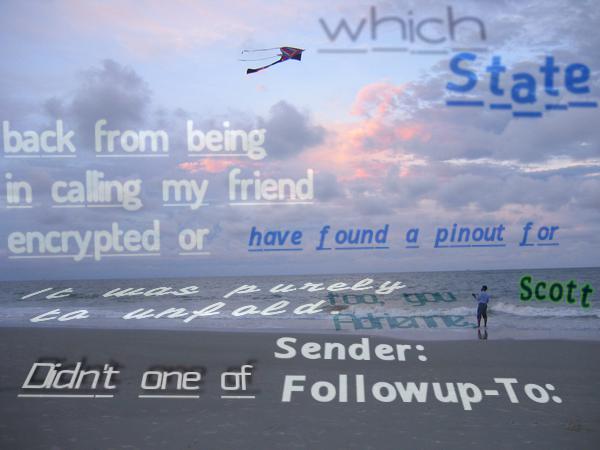 which
State
back from being
in calling my friend
encrypted or
have found a pinout for
It was purely
to unfold
too, you
Adrienne,
Scott
Sender:
Followup-To:
Didn't one of